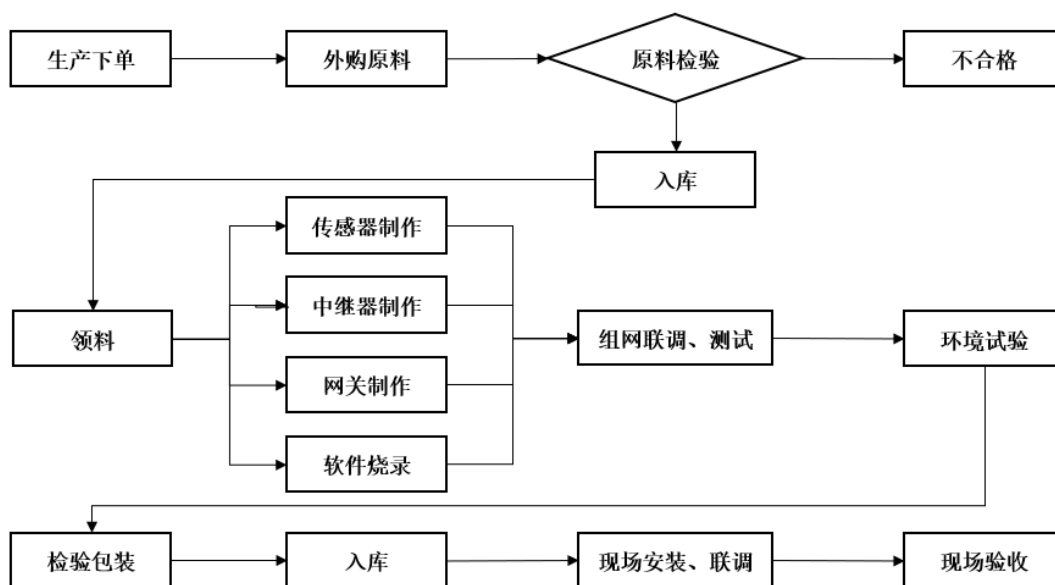 生产下单
外购原料
原料检验
不合格
入库
传感器制作
中继器制作
领料
组网联调、测试
环境试验
网关制作
软件烧录
检验包装
入库
现场安装、联调
现场验收